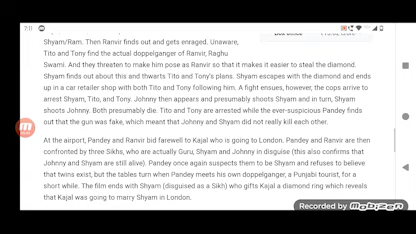 7:11
Shyam/Ram. Then Ranvir finds out and gets enraged. Unaware,
Tito and Tony find the actual doppelganger of Ranvir, Raghu
Swami. And they threaten to make him pose as Ranvir so that it makes it easier to steal the diamond.
Shyam finds out about this and thwarts Tito and Tony's plans. Shyam escapes with the diamond and ends
up in a car retailer shop with both Tito and Tony following him. A fight ensues, however, the cops arrive to
arrest Shyam, Tito, and Tony. Johnny then appears and presumably shoots Shyam and in turn, Shyam
shoots Johnny. Both presumably die. Tito and Tony are arrested while the ever-suspicious Pandey finds
out that the gun was fake, which meant that Johnny and Shyam did not really kill each other.
At the airport, Pandey and Ranvir bid farewell to Kajal who is going to London. Pandey and Ranvir are then
confronted by three Sikhs, who are actually Guru, Shyam and Johnny in disguise (this also confirms that
Johnny and Shyam are still alive). Pandey once again suspects them to be Shyam and refuses to believe
that twins exist, but the tables turn when Pandey meets his own doppelganger, a Punjabi tourist, for a
short while. The film ends with Shyam (disguised as a Sikh) who gifts Kajal a diamond ring which reveals
that Kajal was going to marry Shyam in London.
Recorded by Mobizen